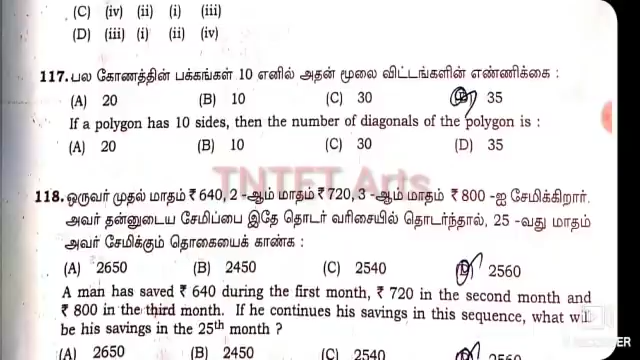 (C) (iv) (ii) (i) (iii)
(D) (iii) (i) (ii) (iv)
117. பல கோணத்தின் பக்கங்கள் 10 எனில் அதன் மூலை விட்டங்களின் எண்ணிக்கை :
(A) 20 (B) 10 (C) 30 (D) 35
If a polygon has 10 sides, then the number of diagonals of the polygon is :
(A) 20 (B) 10 (C) 30 (D) 35
TNTET Arts
118. ஒருவர் முதல் மாதம் ₹ 640, 2 -ஆம் மாதம் ₹ 720, 3 -ஆம் மாதம் ₹ 800 -ஐ சேமிக்கிறார்.
அவர் தன்னுடைய சேமிப்பை இதே தொடர் வரிசையில் தொடர்ந்தால், 25 -வது மாதம்
அவர் சேமிக்கும் தொகையைக் காண்க :
(A) 2650 (B) 2450 (C) 2540 (D) 2560
A man has saved ₹ 640 during the first month, ₹ 720 in the second month and
₹ 800 in the third month. If he continues his savings in this sequence, what will
be his savings in the 25th month ?
(A) 2650 (B) 2450 (C) 2540 (D) 2560